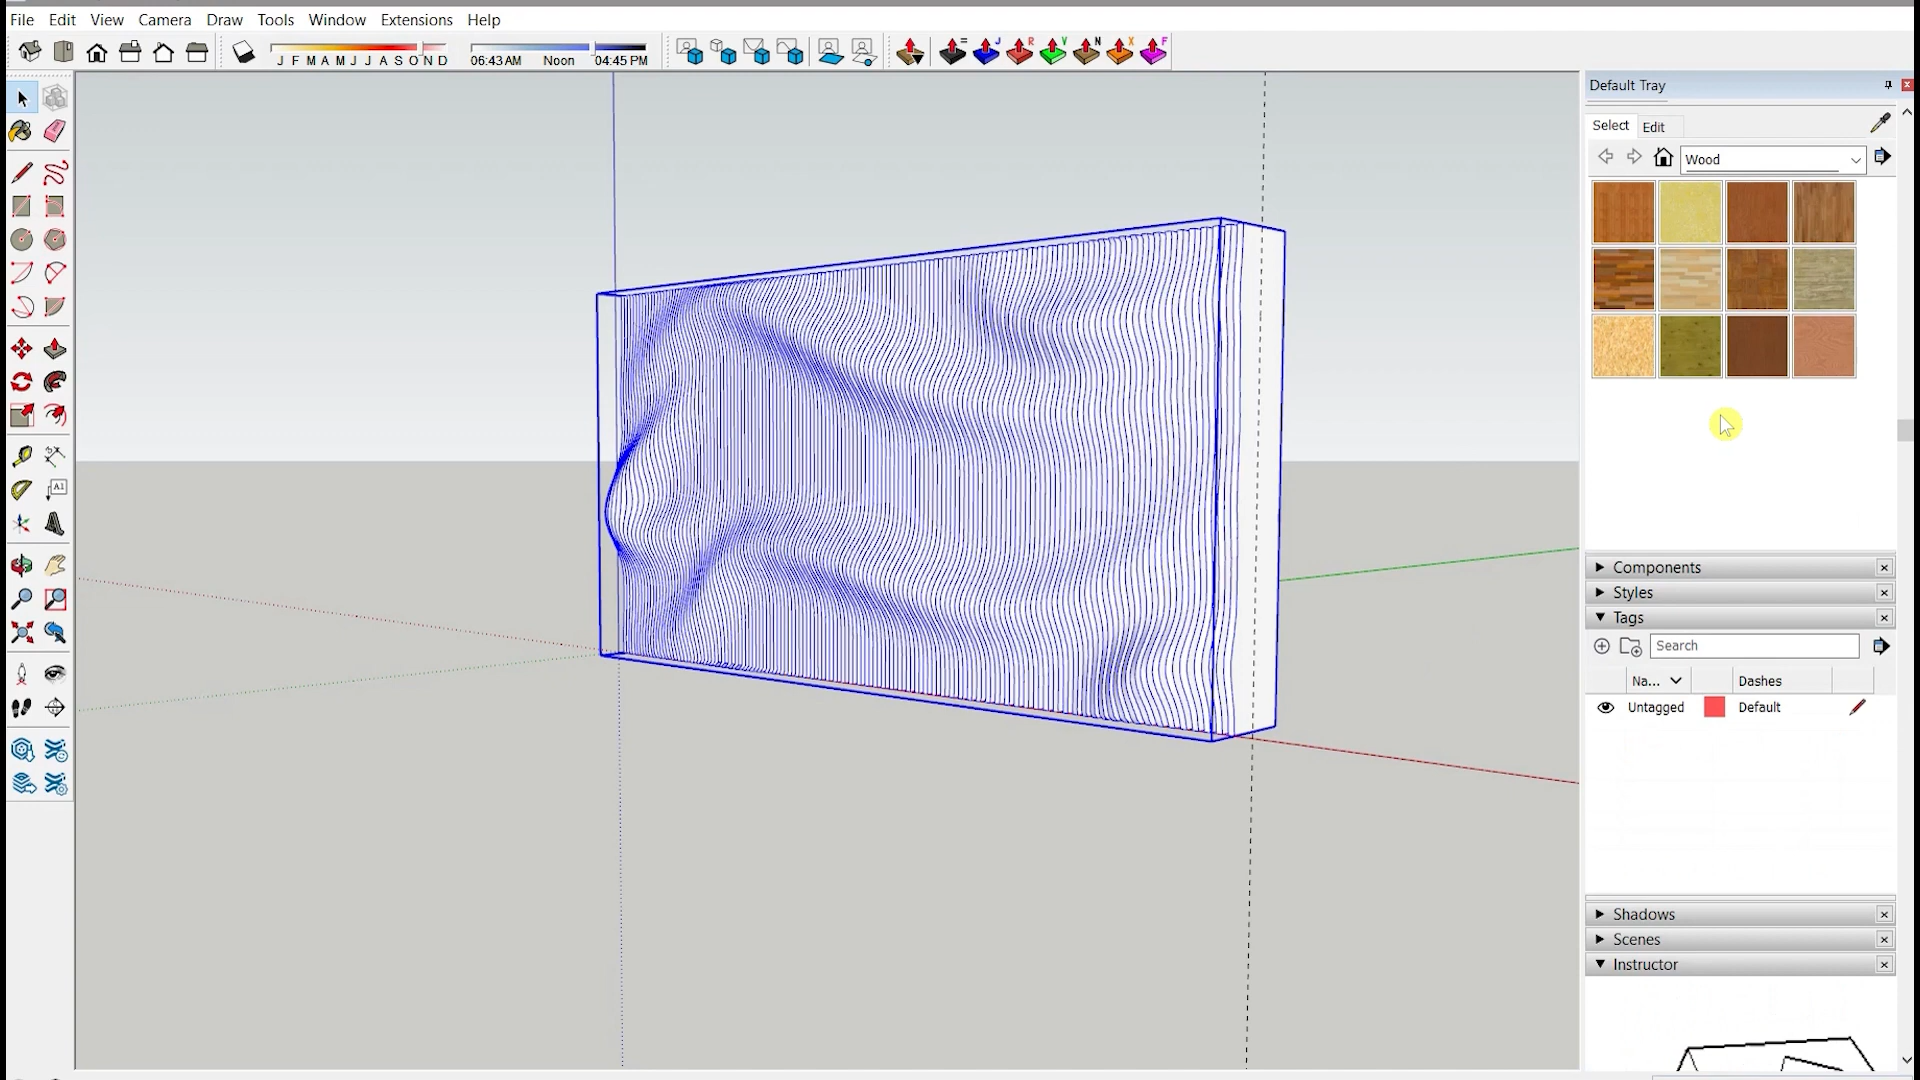 File Edit View Camera Draw Tools Window Extensions Help
J F M A M J J A S O N D
06:43 AM Noon 04:45 PM
= J R V N X F
Default Tray
Select Edit
Wood
A1
Components
Styles
Tags
Search
Na... Dashes
Untagged Default
Shadows
Scenes
Instructor